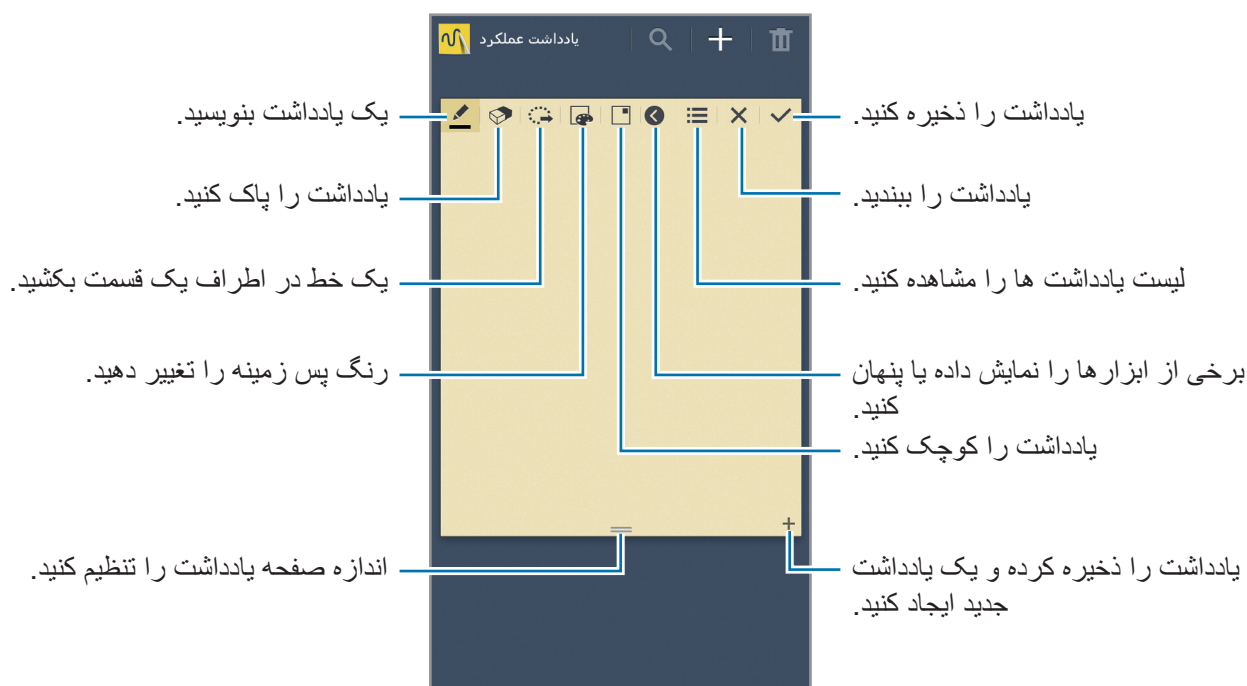 یادداشت عملکرد
یادداشت را ذخیره کنید.
یک یادداشت بنویسید.
یادداشت را ببندید.
یادداشت را پاک کنید.
لیست یادداشت ها را مشاهده کنید.
یک خط در اطراف یک قسمت بکشید.
برخی از ابزارها را نمایش داده یا پنهان
کنید.
رنگ پس زمینه را تغییر دهید.
یادداشت را کوچک کنید.
یادداشت را ذخیره کرده و یک یادداشت
جدید ایجاد کنید.
اندازه صفحه یادداشت را تنظیم کنید.